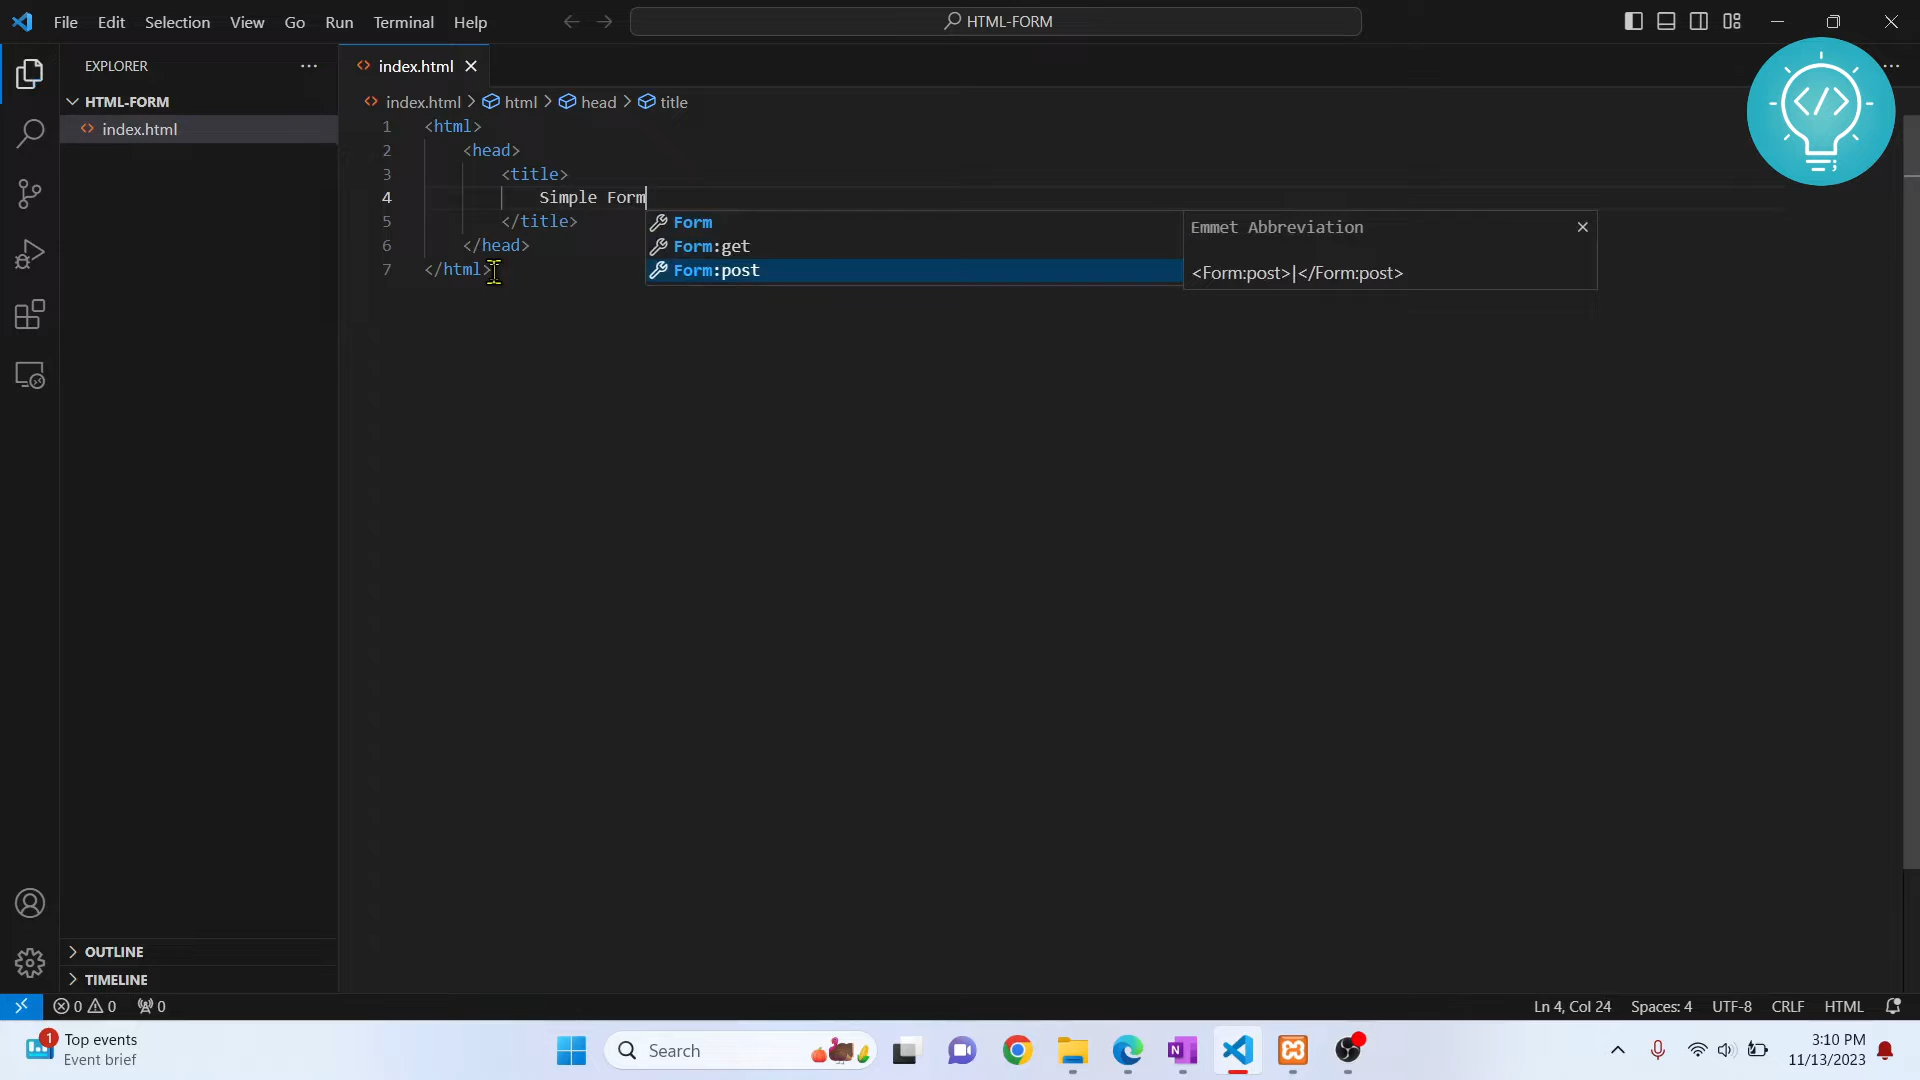 File Edit Selection View Go Run Terminal Help
HTML-FORM
EXPLORER
HTML-FORM
index.html
OUTLINE
TIMELINE
index.html
index.html > html > head > title
1 <html>
2 <head>
3 <title>
4 Simple Form
5 </title>
6 </head>
7 </html>
Form
Form:get
Form:post
Emmet Abbreviation
<Form:post>|</Form:post>
</>
0 0 0
Ln 4, Col 24 Spaces: 4 UTF-8 CRLF HTML
1
Top events
Event brief
Search
N
3:10 PM
11/13/2023